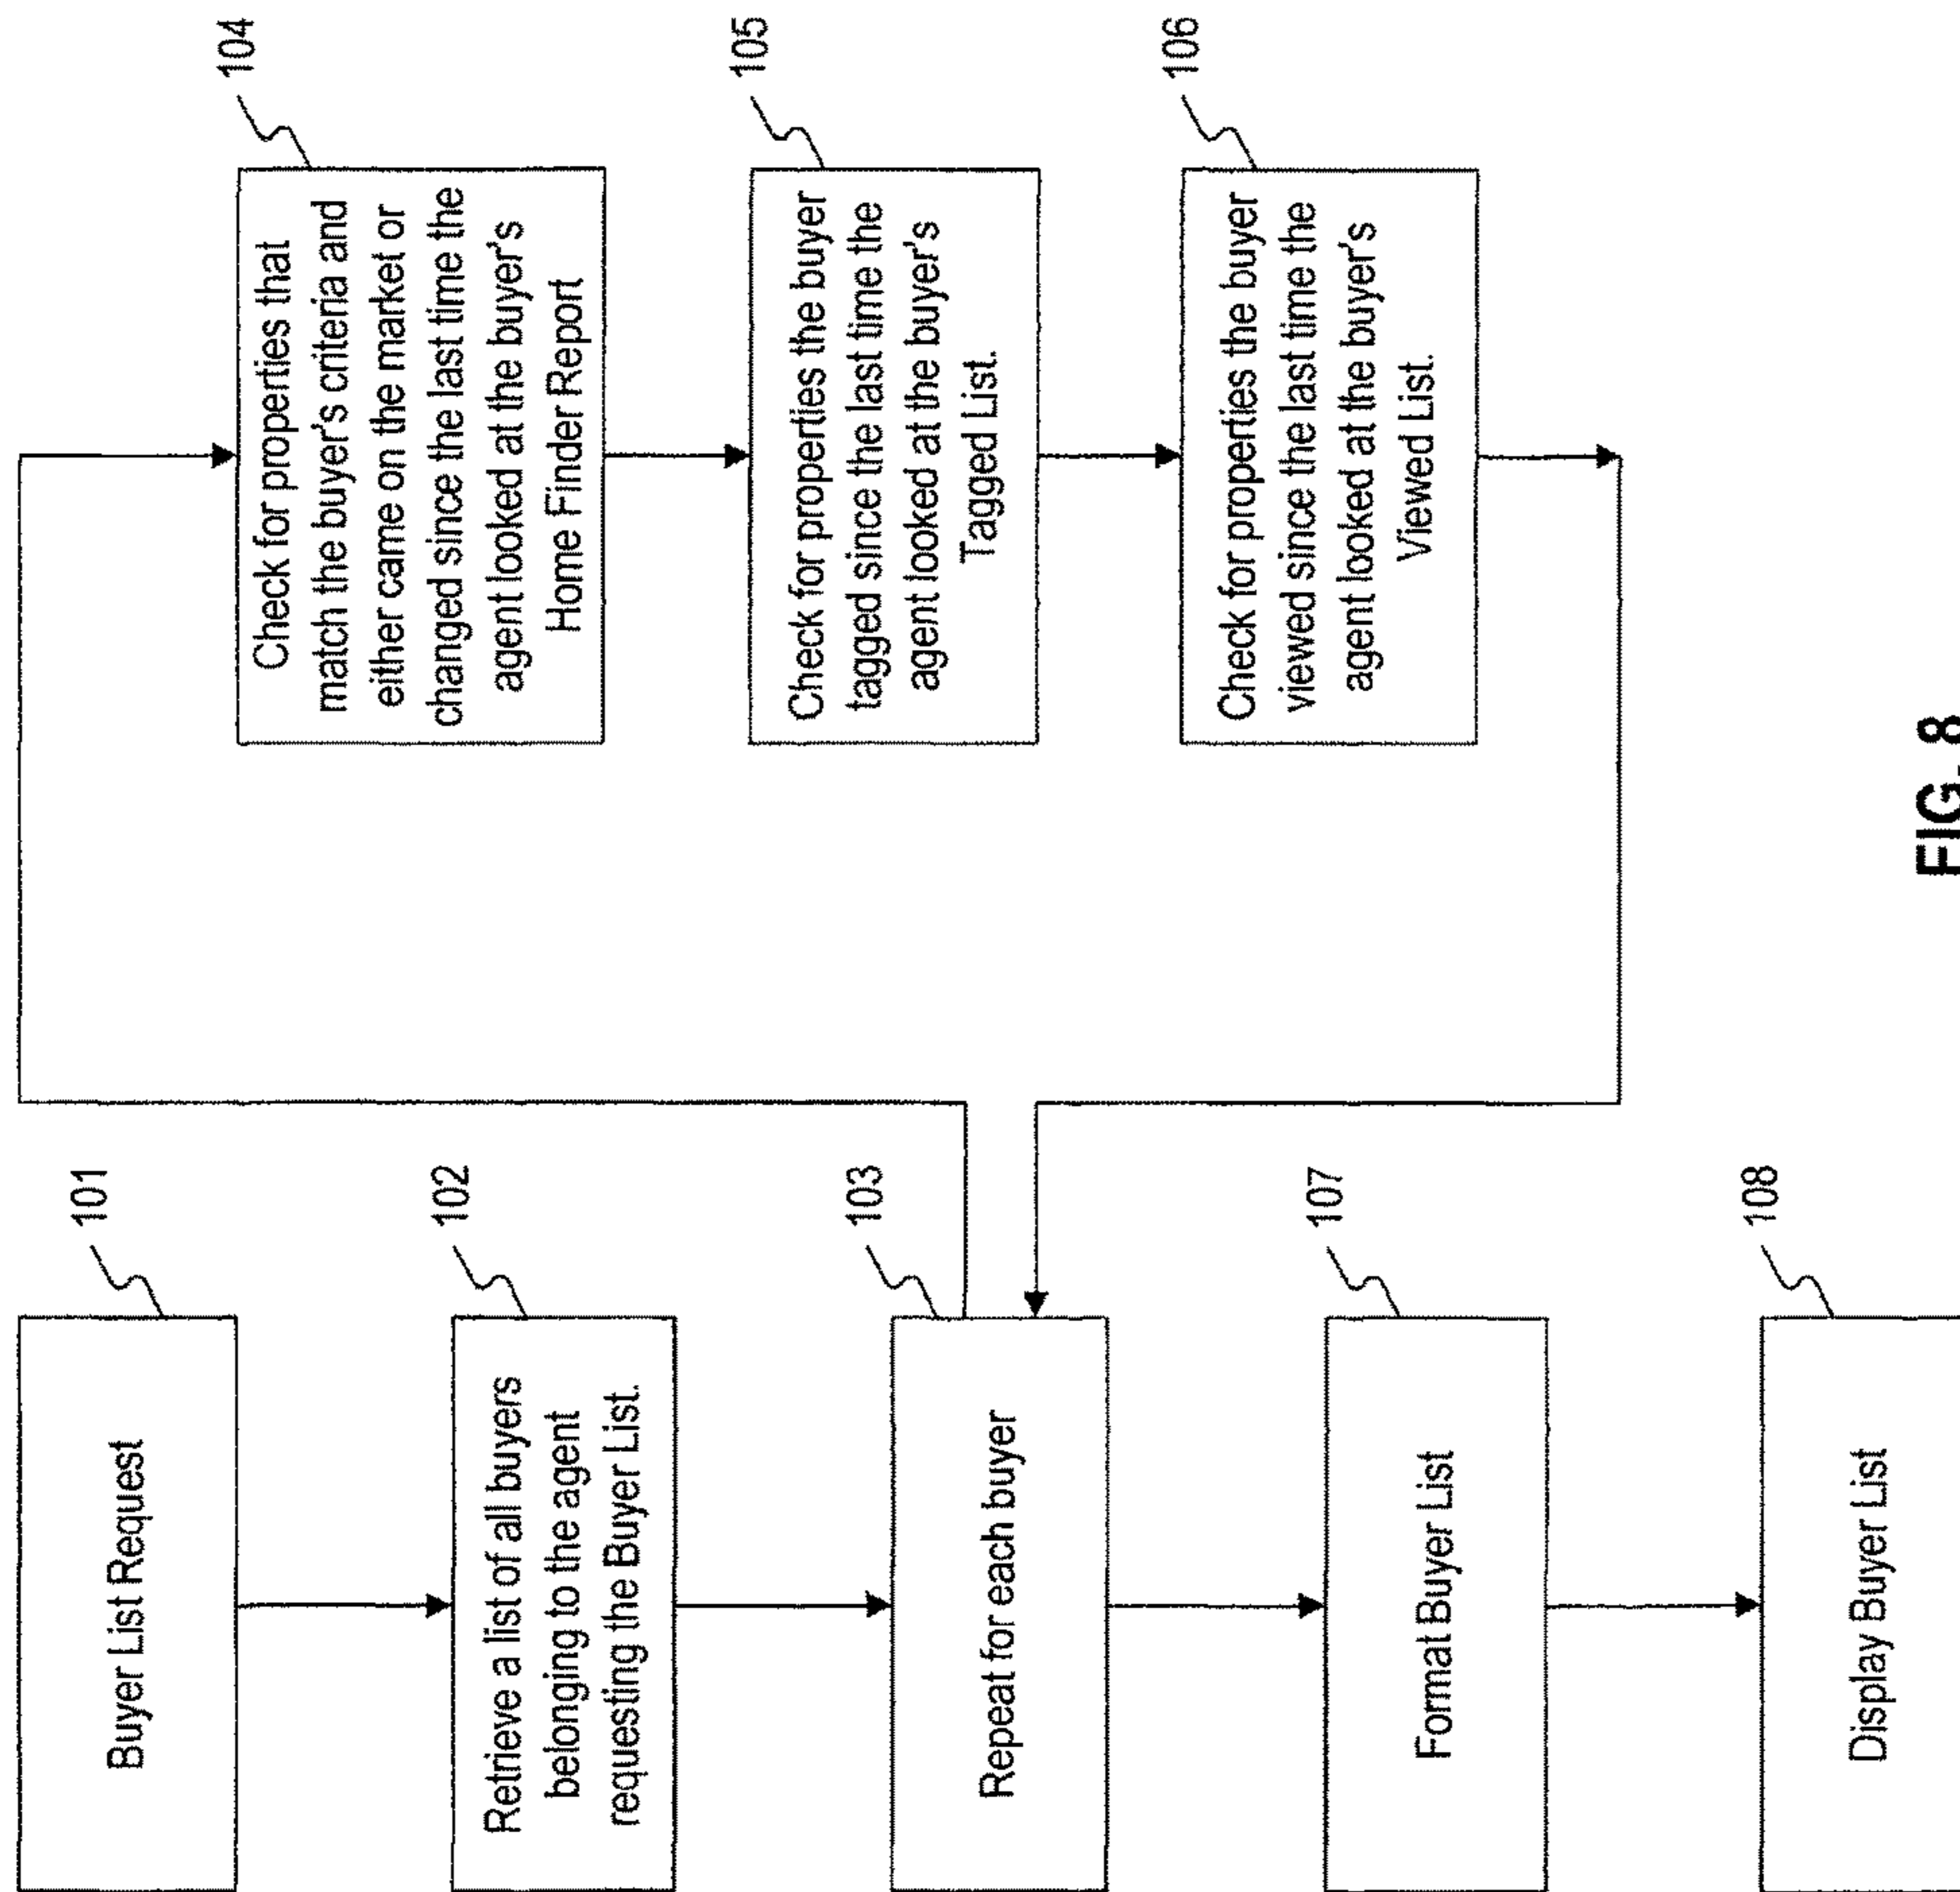 101
Buyer List Request
102
Retrieve a list of all buyers
belonging to the agent
requesting the Buyer List.
103
Repeat for each buyer
104
Check for properties that
match the buyer's criteria and
either came on the market or
changed since the last time the
agent looked at the buyer's
Home Finder Report
105
Check for properties the buyer
tagged since the last time the
agent looked at the buyer's
Tagged List.
106
Check for properties the buyer
viewed since the last time the
agent looked at the buyer's
Viewed List.
107
Format Buyer List
108
Display Buyer List
FIG. 8